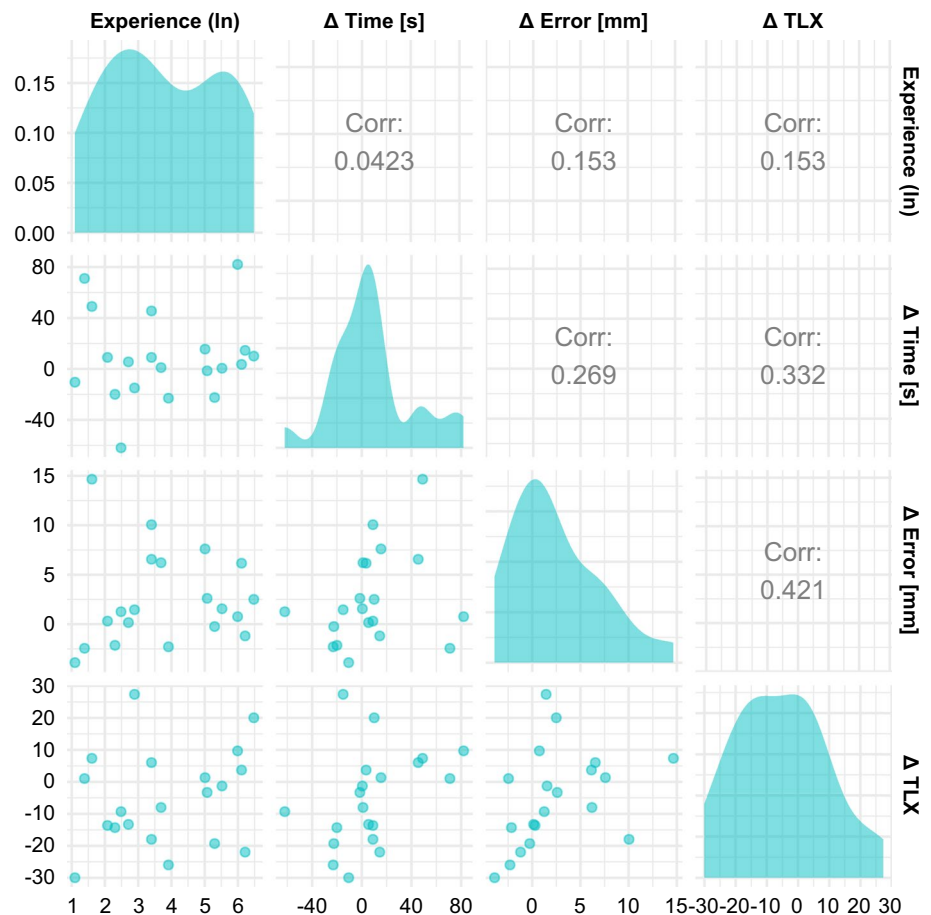 Experience (ln) Δ Time [s] Δ Error [mm] Δ TLX
0.15
0.10
0.05
0.00
Corr:
0.0423
Corr:
0.153
Corr:
0.153
Experience (ln)
80
40
0
-40
Corr:
0.269
Corr:
0.332
Δ Time [s]
15
10
5
0
Corr:
0.421
Δ Error [mm]
30
20
10
0
-10
-20
-30
Δ TLX
1 2 3 4 5 6 -40 0 40 80 0 5 10 15 -30 -20 -10 0 10 20 30